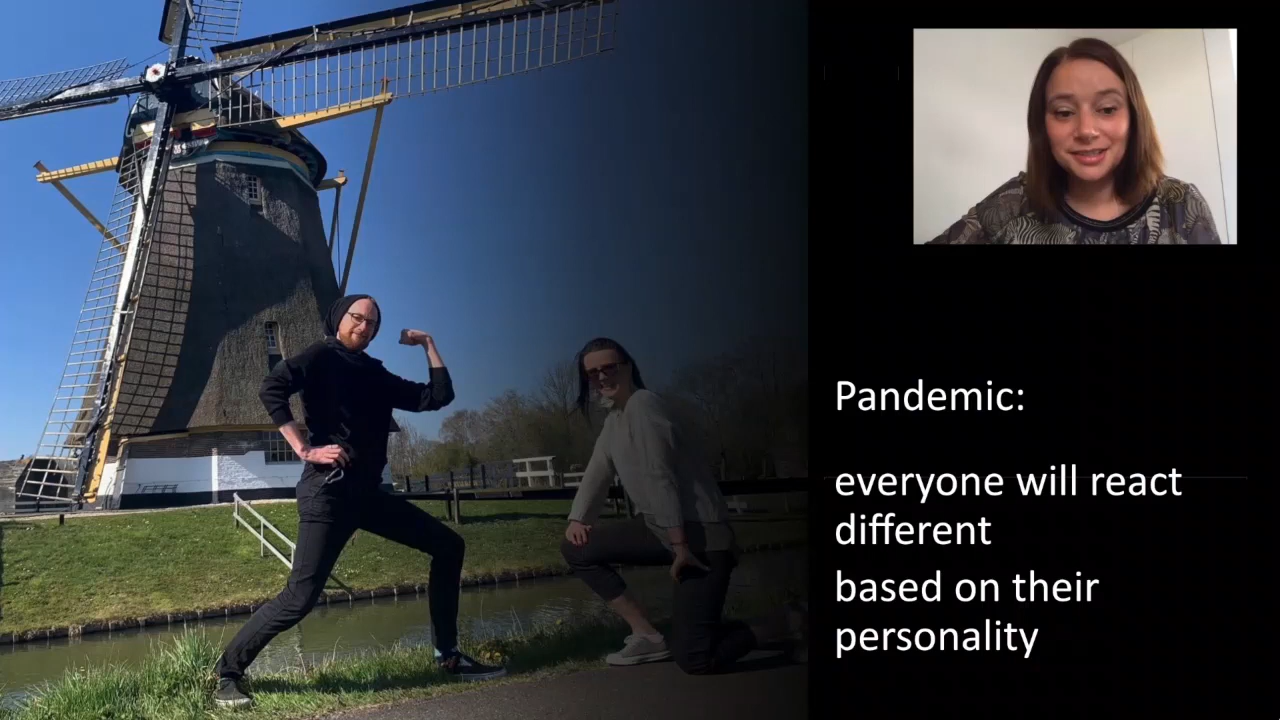 Pandemic:
everyone will react
different
based on their
personality